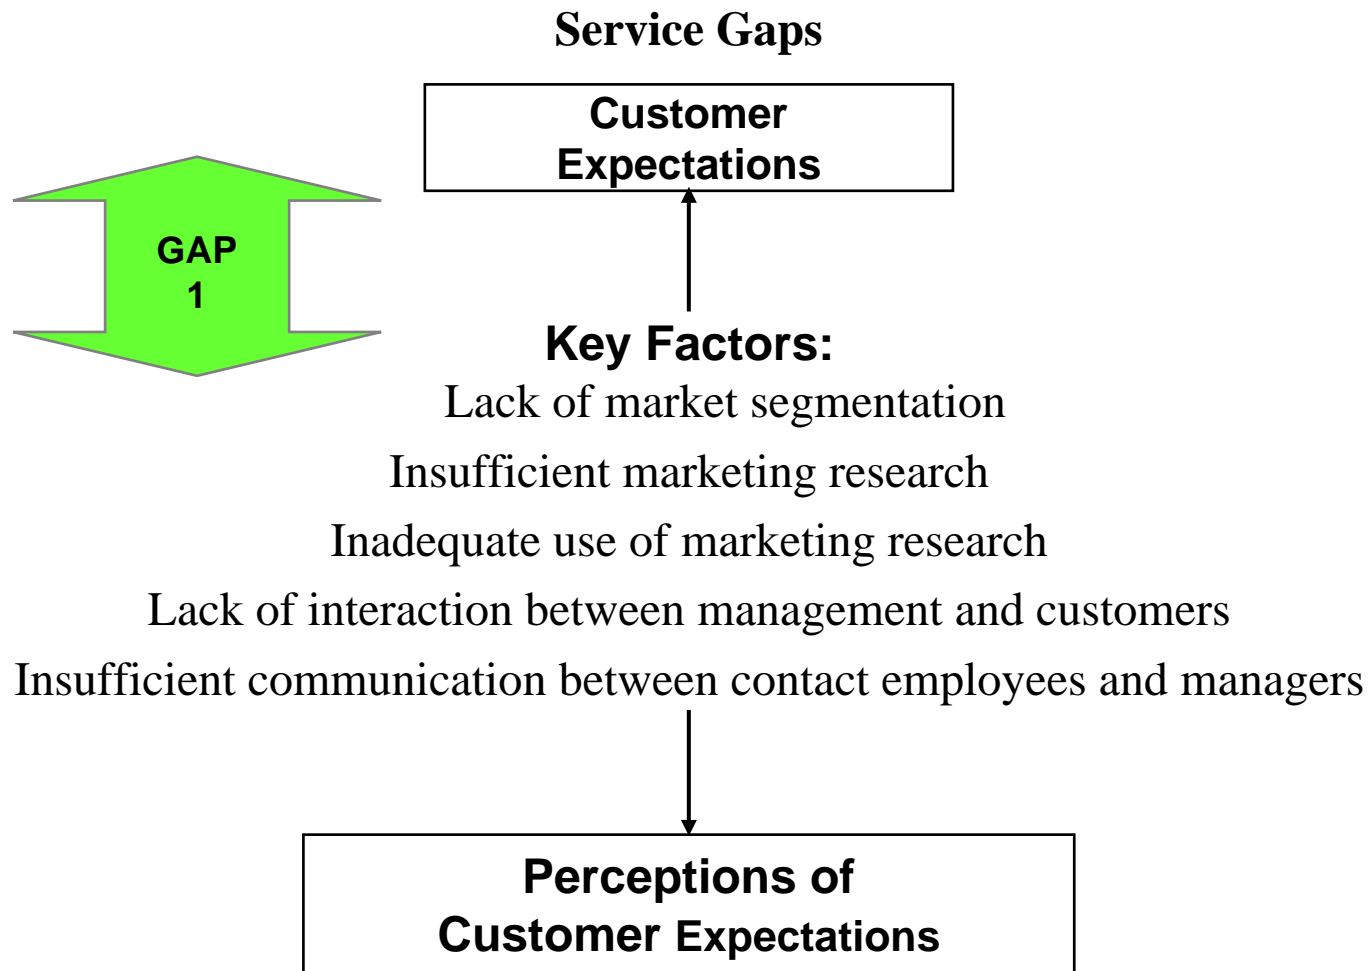 Service Gaps
Customer
Expectations
GAP
1
Key Factors:
Lack of market segmentation
Insufficient marketing research
Inadequate use of marketing research
Lack of interaction between management and customers
Insufficient communication between contact employees and managers
Perceptions of
Customer Expectations